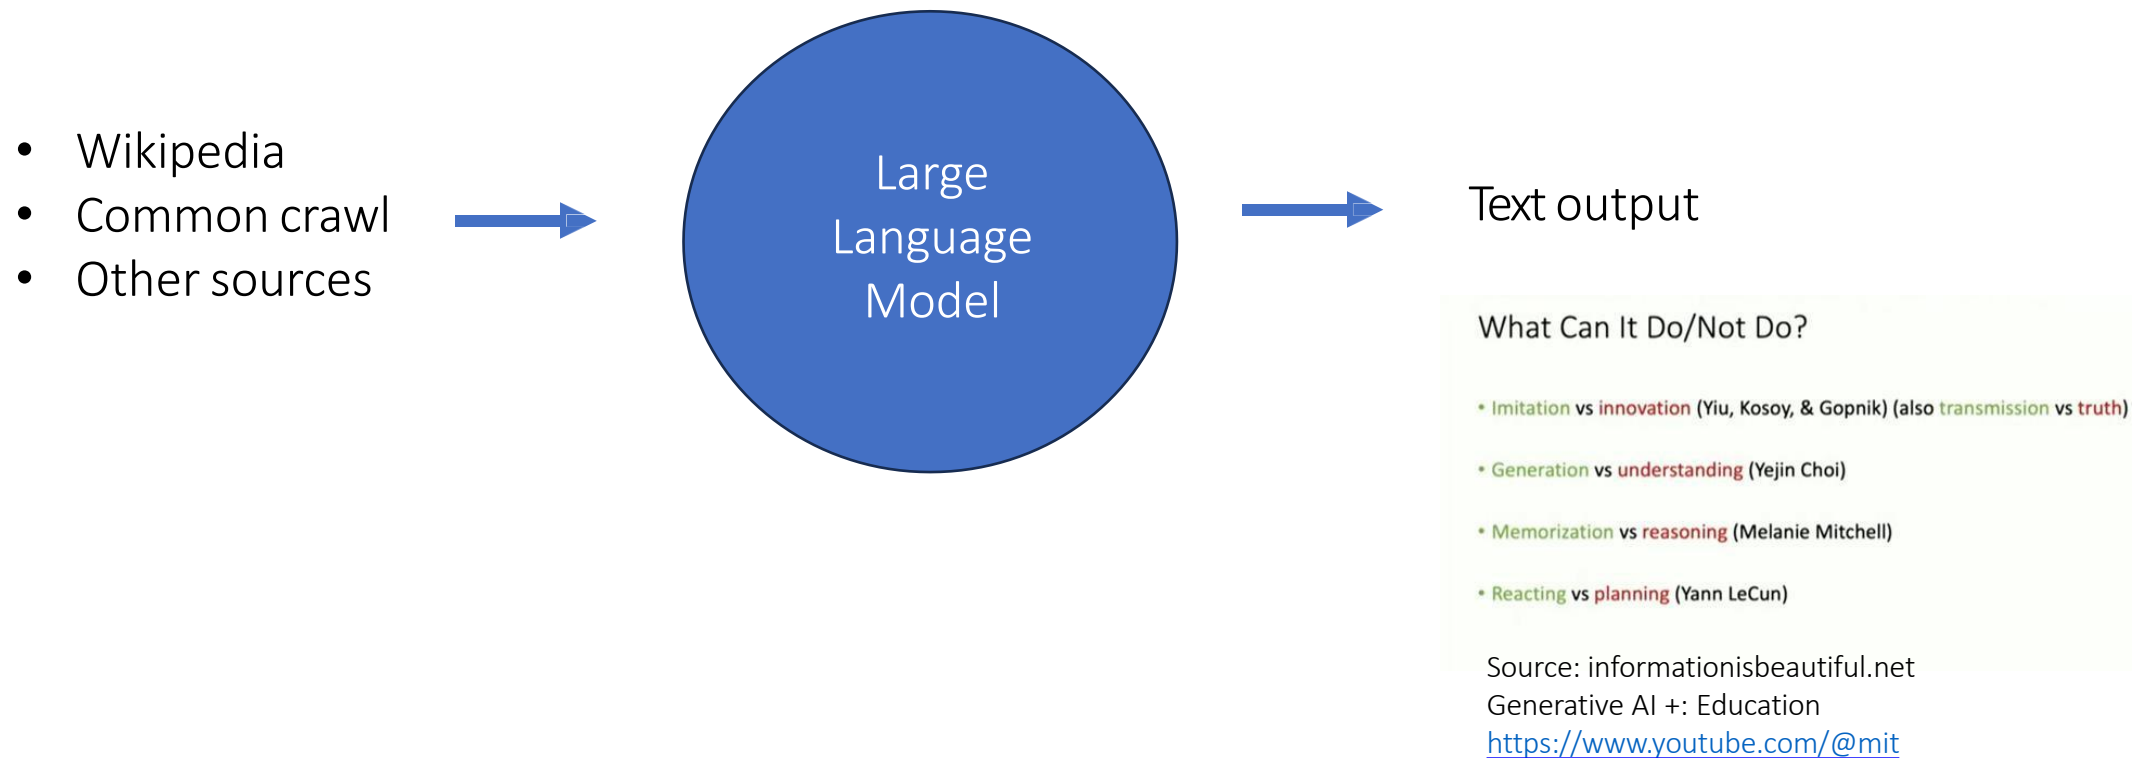 • Wikipedia
• Common crawl
• Other sources
Large
Language
Model
Text output
What Can It Do/Not Do?
• Imitation vs innovation (Yiu, Kosoy, & Gopnik) (also transmission vs truth)
• Generation vs understanding (Yejin Choi)
• Memorization vs reasoning (Melanie Mitchell)
• Reacting vs planning (Yann LeCun)
Source: informationisbeautiful.net
Generative AI +: Education
https://www.youtube.com/@mit